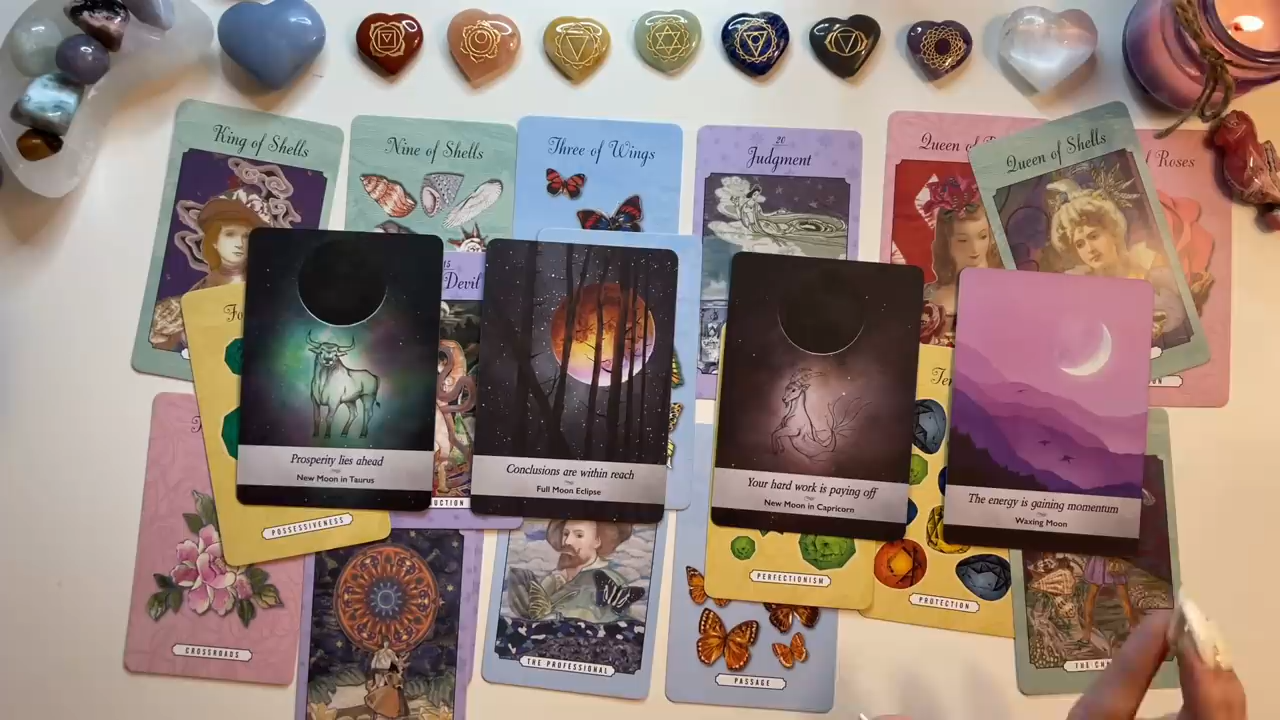 King of Shells
Nine of Shells
Three of Wings
20
Judgment
Queen of
Queen of Shells
of Roses
15
Devil
Prosperity lies ahead
New Moon in Taurus
Conclusions are within reach
Full Moon Eclipse
Your hard work is paying off
New Moon in Capricorn
The energy is gaining momentum
Waxing Moon
POSSESSIVENESS
PERFECTIONISM
PROTECTION
CROSSROADS
THE PROFESSIONAL
PASSAGE